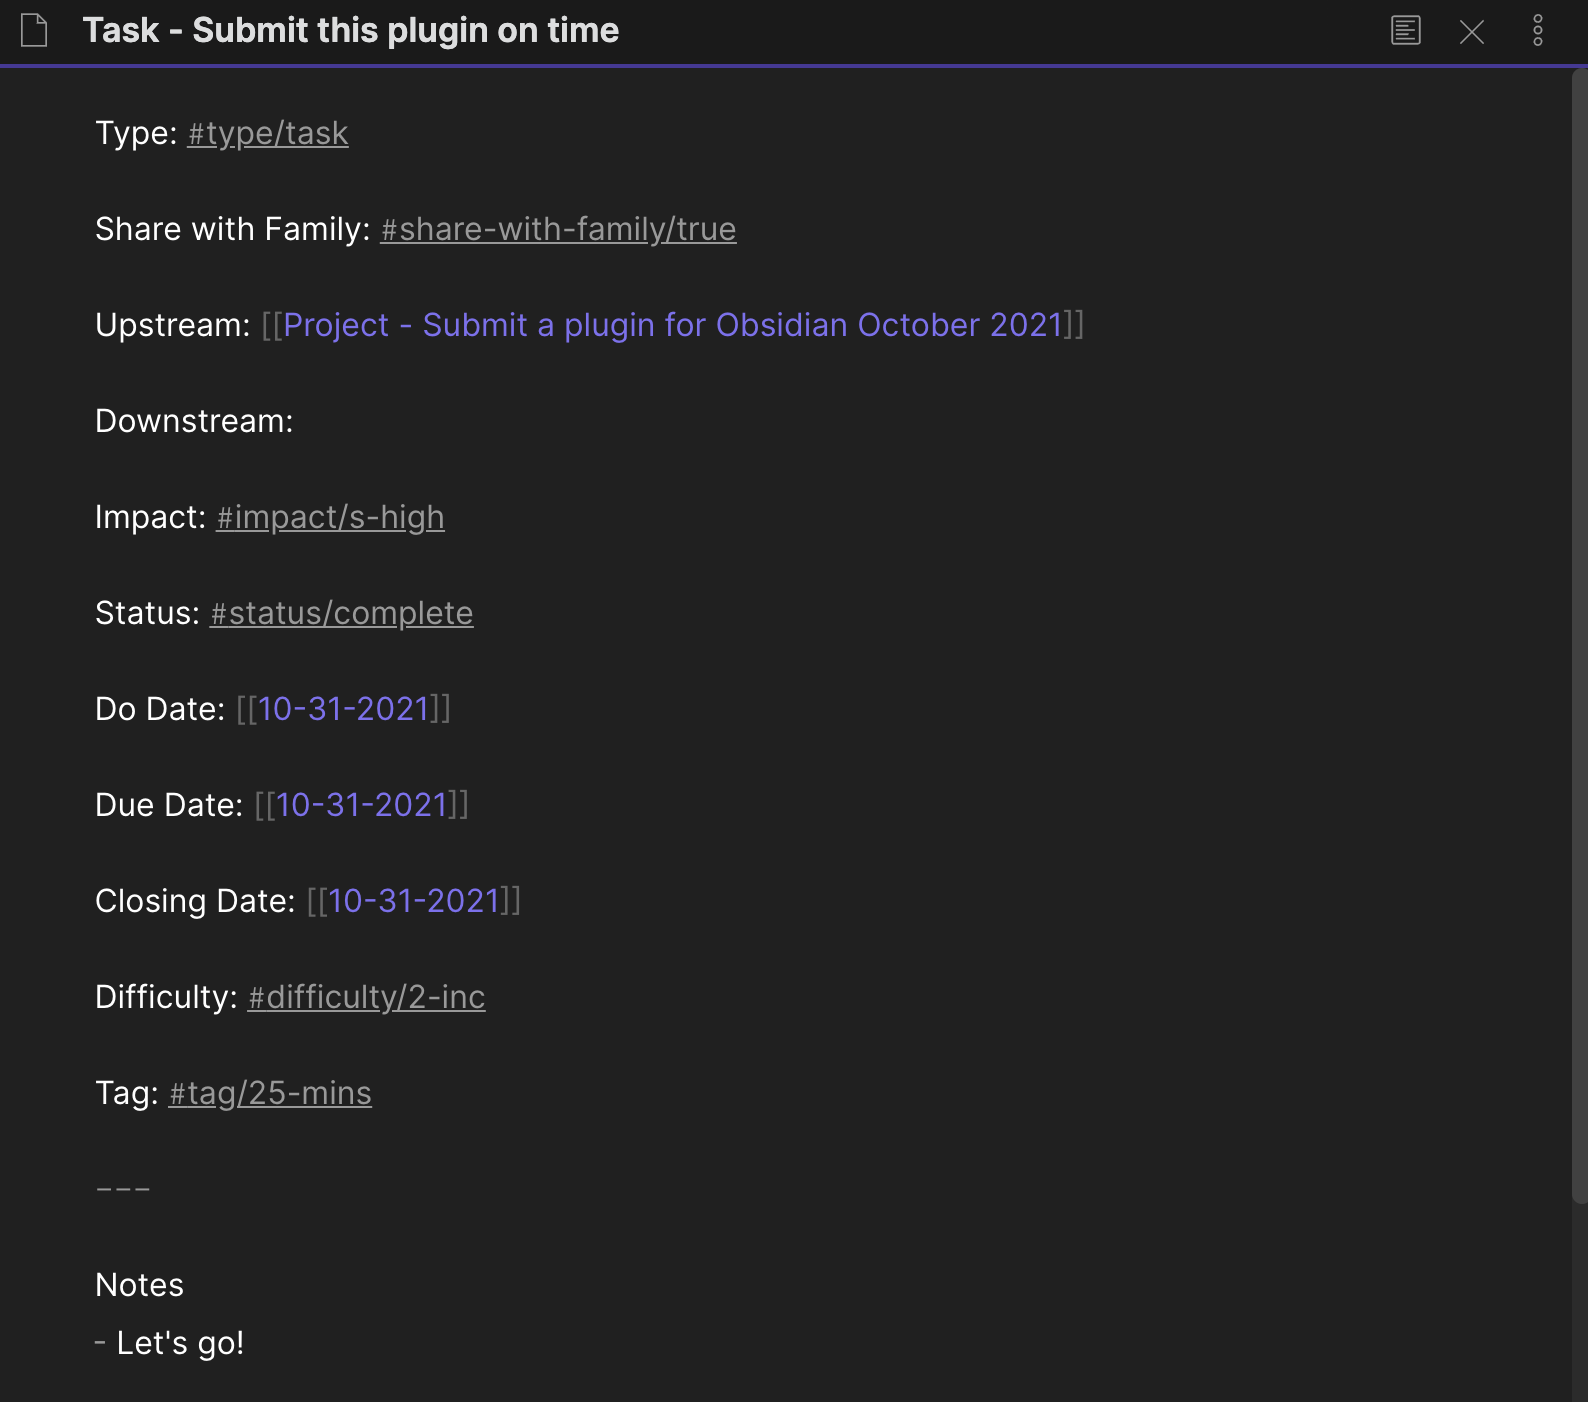 Task - Submit this plugin on time
Type: #type/task
Share with Family: #share-with-family/true
Upstream: [[Project - Submit a plugin for Obsidian October 2021]]
Downstream:
Impact: #impact/s-high
Status: #status/complete
Do Date: [[10-31-2021]]
Due Date: [[10-31-2021]]
Closing Date: [[10-31-2021]]
Difficulty: #difficulty/2-inc
Tag: #tag/25-mins
---
Notes
- Let's go!